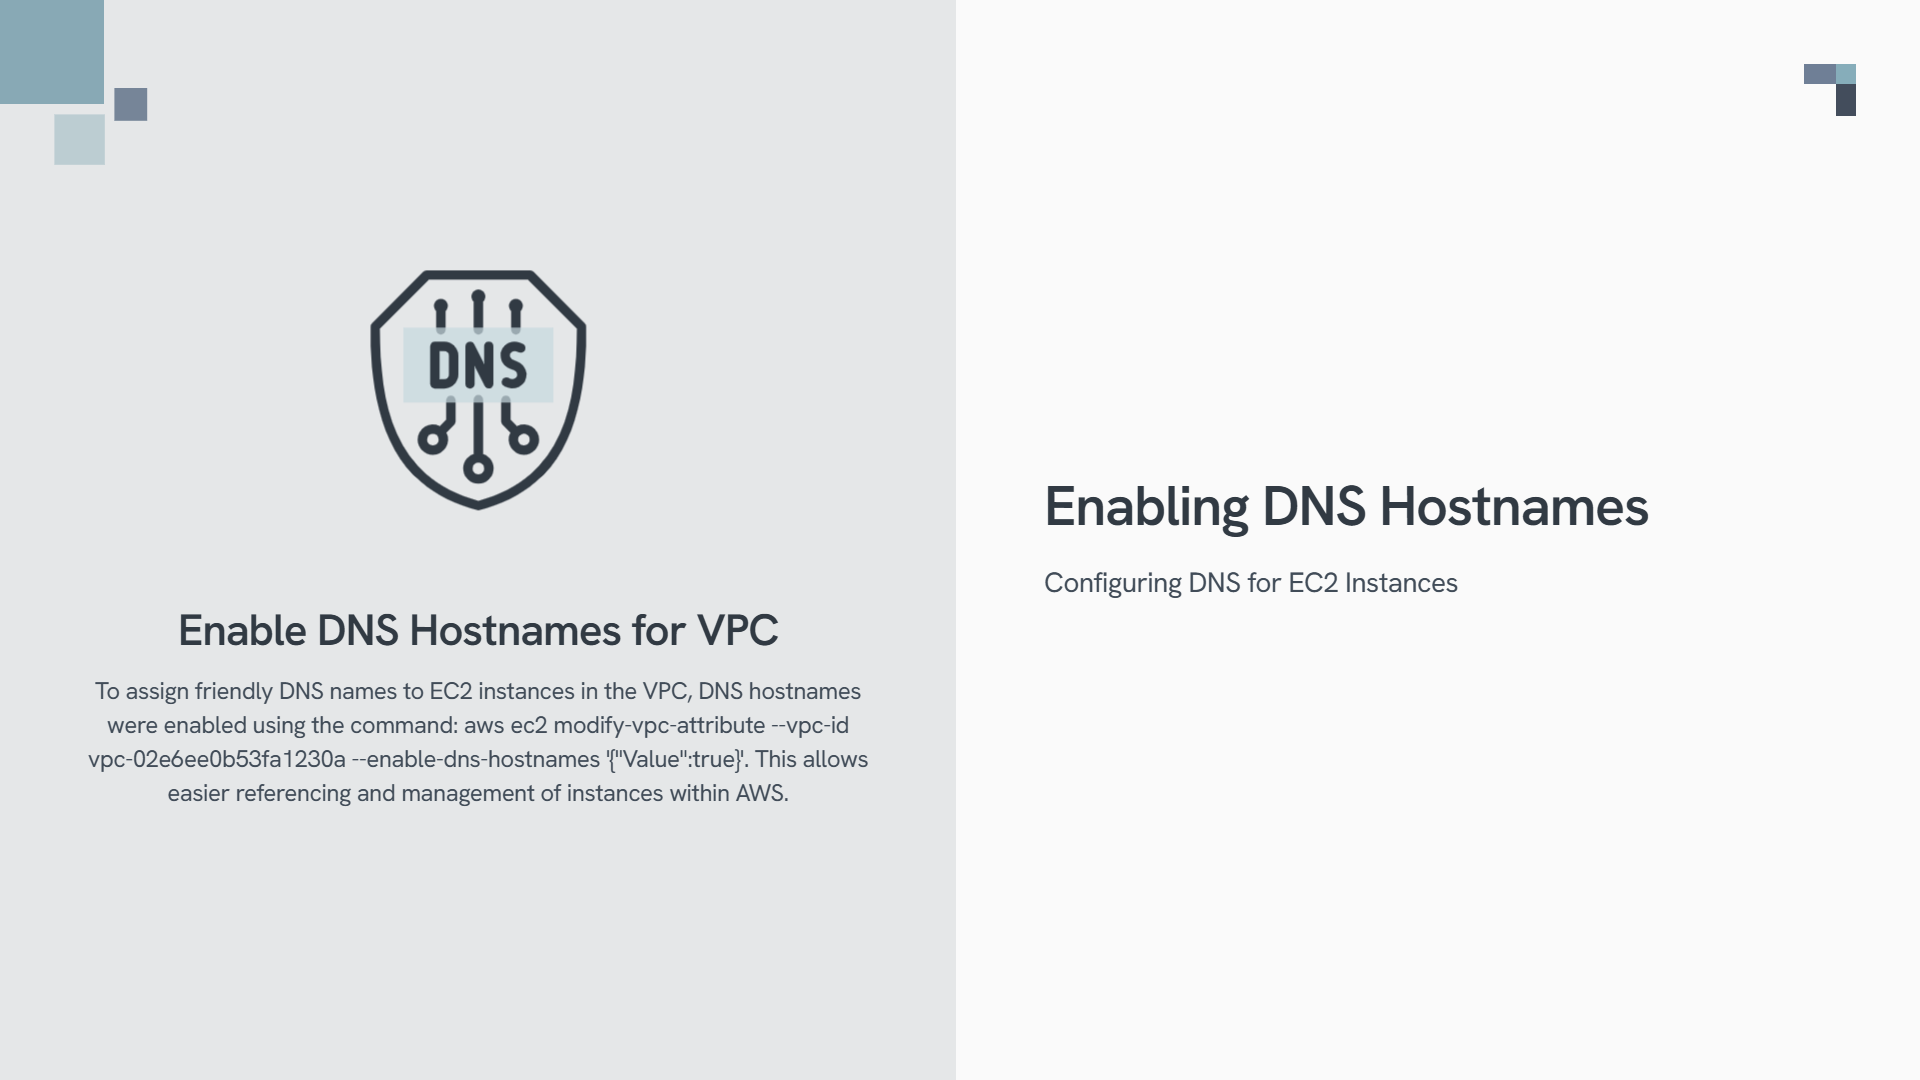 DNS
Enable DNS Hostnames for VPC
To assign friendly DNS names to EC2 instances in the VPC, DNS hostnames
were enabled using the command: aws ec2 modify-vpc-attribute --vpc-id
vpc-02e6ee0b53fa1230a --enable-dns-hostnames '{"Value":true}'. This allows
easier referencing and management of instances within AWS.
Enabling DNS Hostnames
Configuring DNS for EC2 Instances